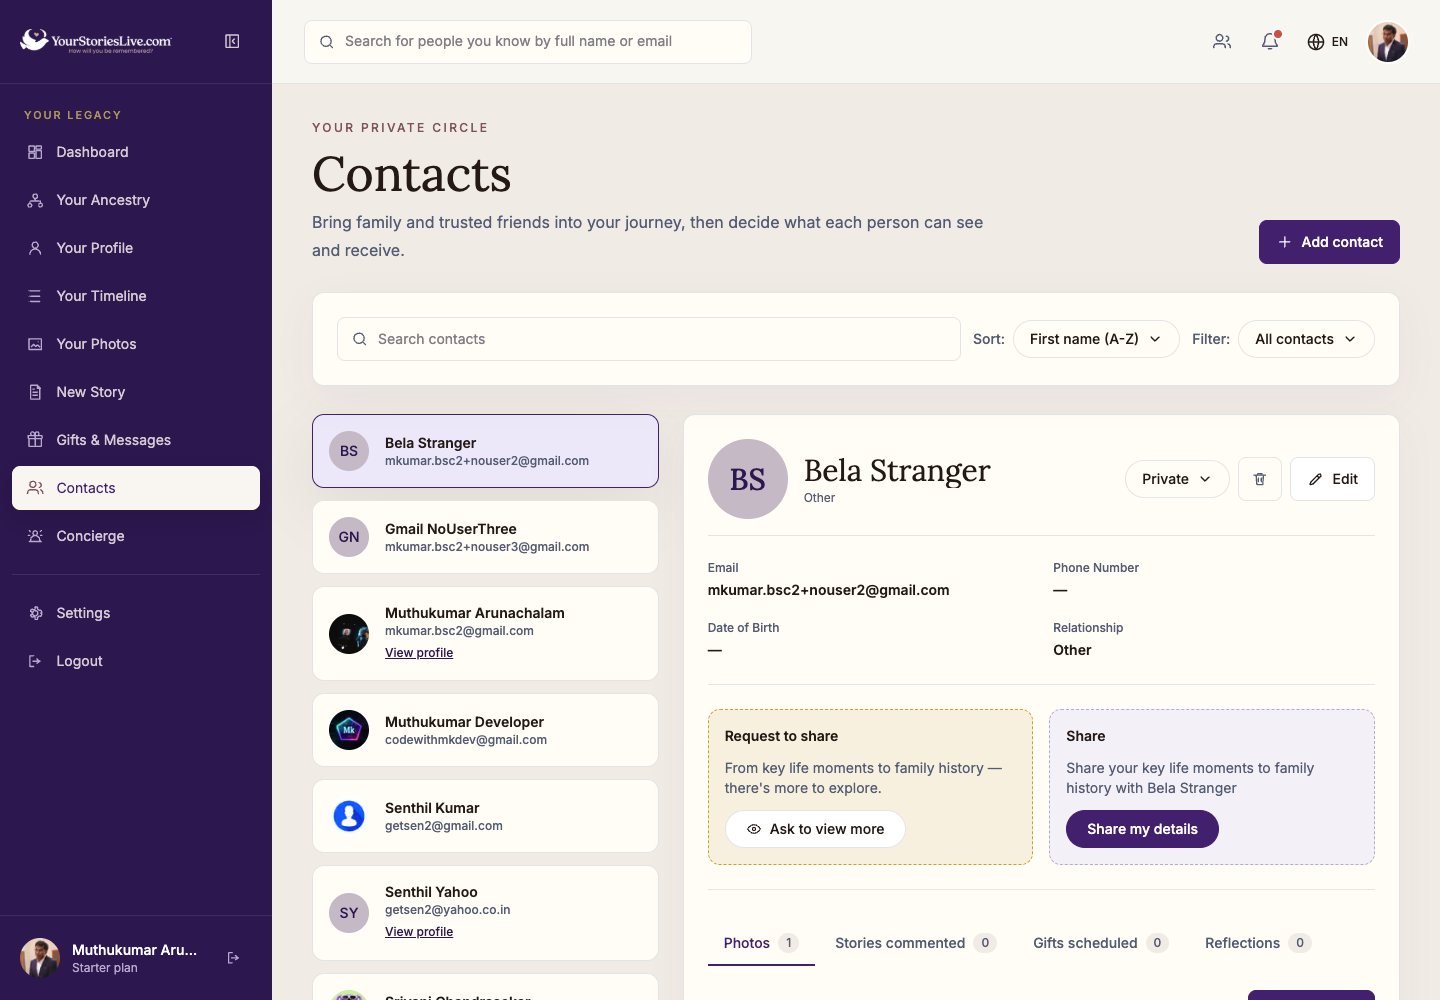 YourStoriesLive.com
How will you be remembered?
YOUR LEGACY
Dashboard
Your Ancestry
Your Profile
Your Timeline
Your Photos
New Story
Gifts & Messages
Contacts
Concierge
Settings
Logout
Muthukumar Aru...
Starter plan
Search for people you know by full name or email
EN
YOUR PRIVATE CIRCLE
Contacts
Bring family and trusted friends into your journey, then decide what each person can see
and receive.
Add contact
Search contacts
Sort:
First name (A-Z)
Filter:
All contacts
BS
Bela Stranger
mkumar.bsc2+nouser2@gmail.com
GN
Gmail NoUserThree
mkumar.bsc2+nouser3@gmail.com
Muthukumar Arunachalam
mkumar.bsc2@gmail.com
View profile
Mk
Muthukumar Developer
codewithmkdev@gmail.com
Senthil Kumar
getsen2@gmail.com
SY
Senthil Yahoo
getsen2@yahoo.co.in
View profile
BS
Bela Stranger
Other
Private
Edit
Email
mkumar.bsc2+nouser2@gmail.com
Phone Number
—
Date of Birth
—
Relationship
Other
Request to share
From key life moments to family history —
there's more to explore.
Ask to view more
Share
Share your key life moments to family
history with Bela Stranger
Share my details
Photos 1
Stories commented 0
Gifts scheduled 0
Reflections 0